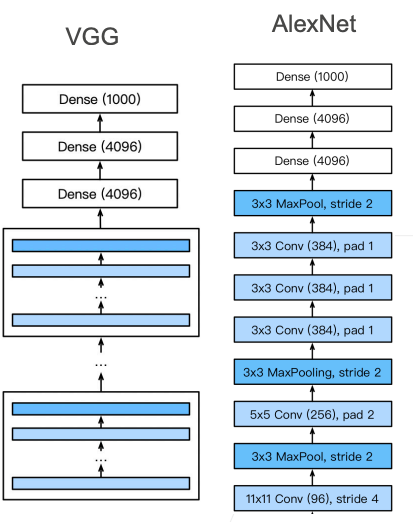 VGG
Dense (1000)
Dense (4096)
Dense (4096)
...
...
...
AlexNet
Dense (1000)
Dense (4096)
Dense (4096)
3x3 MaxPool, stride 2
3x3 Conv (384), pad 1
3x3 Conv (384), pad 1
3x3 Conv (384), pad 1
3x3 MaxPooling, stride 2
5x5 Conv (256), pad 2
3x3 MaxPool, stride 2
11x11 Conv (96), stride 4